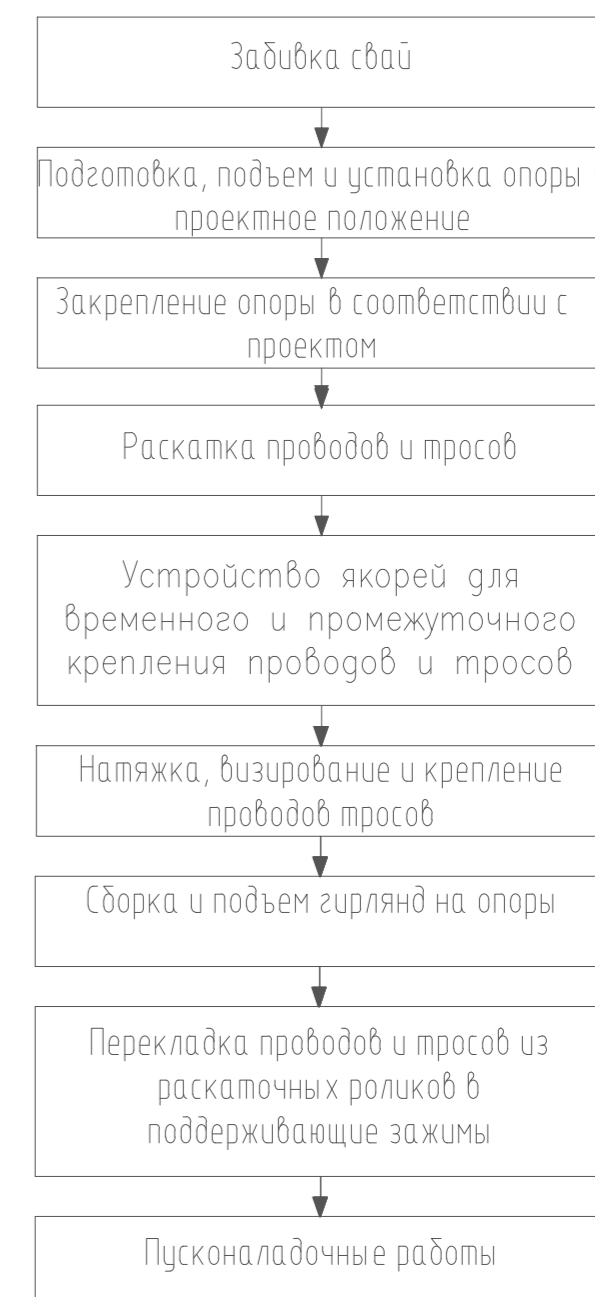 Забивка свай
Подготовка, подъем и установка опоры
проектное положение
Закрепление опоры в соответствии с
проектом
Раскатка проводов и тросов
Устройство якорей для
временного и промежуточного
крепления проводов и тросов
Натяжка, визирование и крепление
проводов тросов
Сборка и подъем гирлянд на опоры
Перекладка проводов и тросов из
раскаточных роликов в
поддерживающие зажимы
Пусконаладочные работы